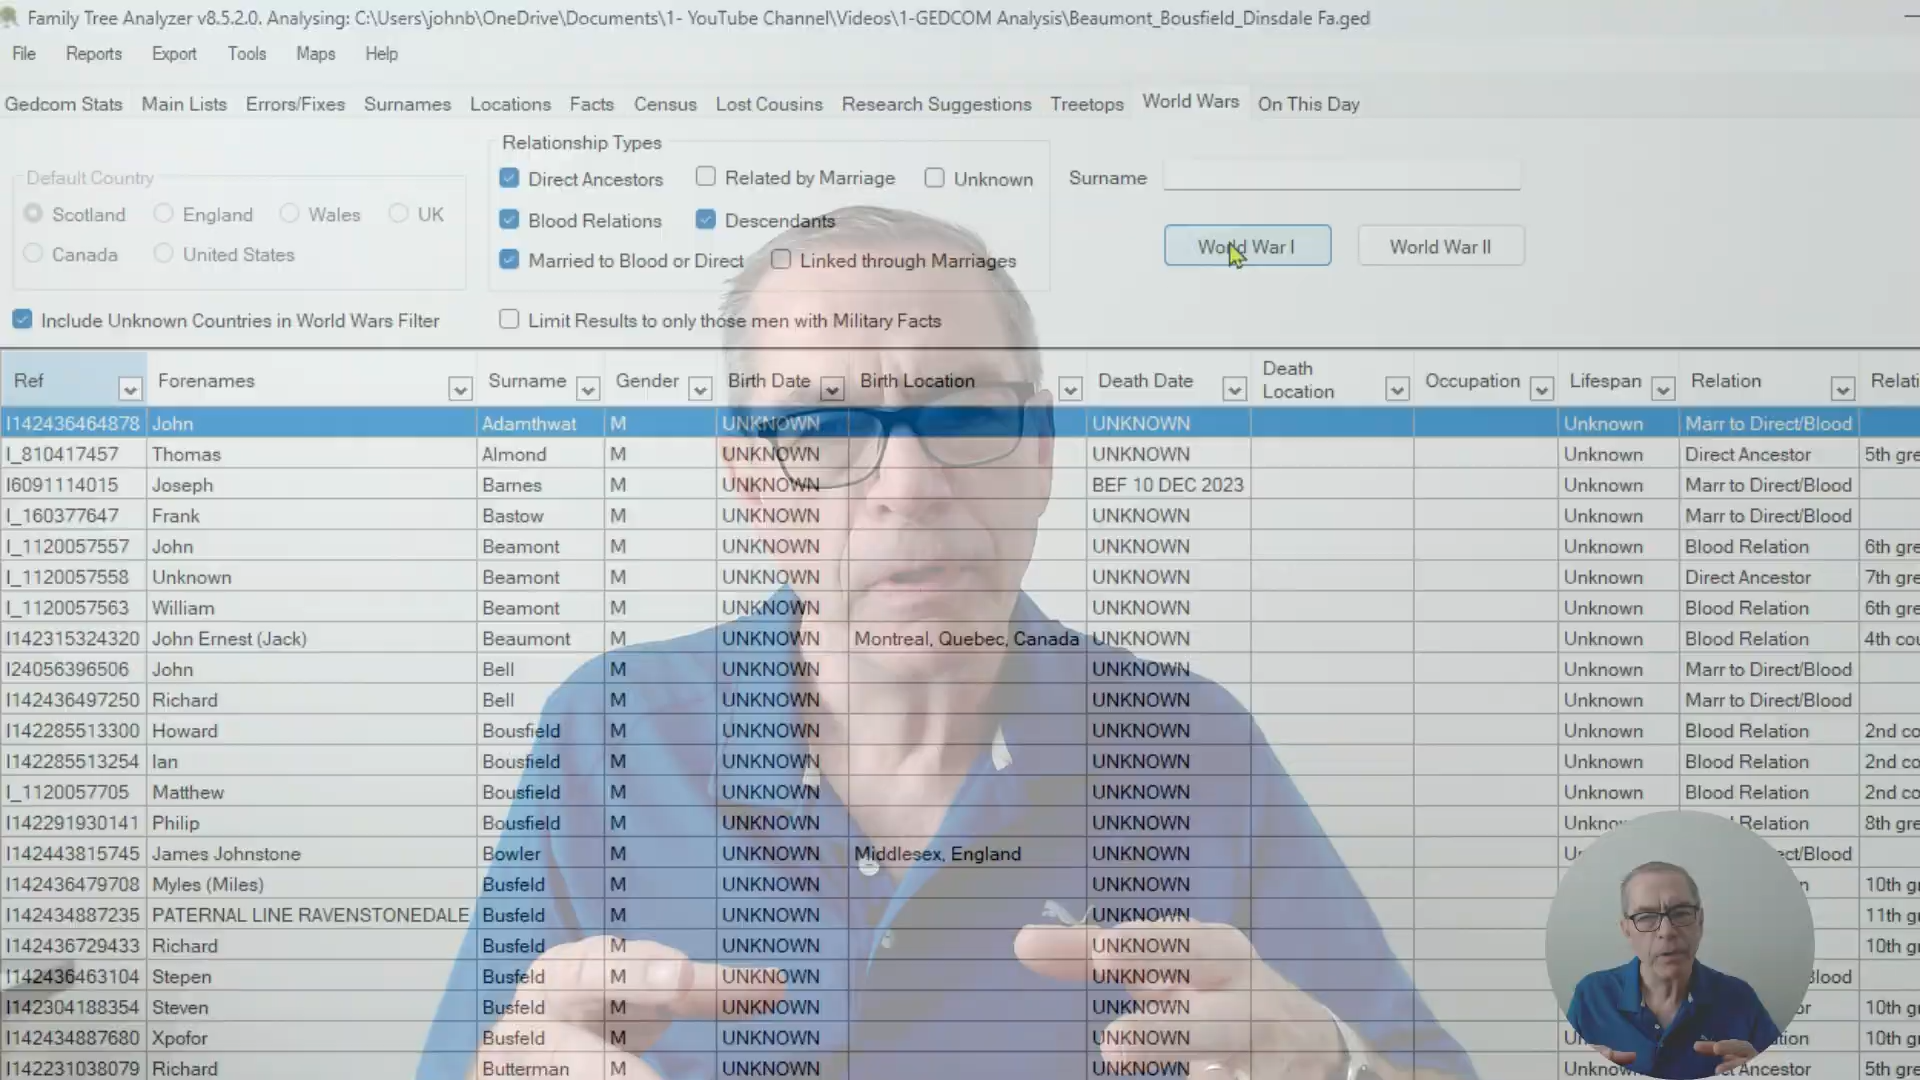 Family Tree Analyzer v8.5.2.0. Analysing: C:\Users\johnb\OneDrive\Documents\1- YouTube Channel\Videos\1-GEDCOM Analysis\Beaumont_Bousfield_Dinsdale Fa.ged
File Reports Export Tools Maps Help
Gedcom Stats Main Lists Errors/Fixes Surnames Locations Facts Census Lost Cousins Research Suggestions Treetops World Wars On This Day
Relationship Types
Default Country
Direct Ancestors Related by Marriage Unknown Surname
Scotland England Wales UK
Blood Relations Descendants
World War I World War II
Canada United States
Married to Blood or Direct Linked through Marriages
Include Unknown Countries in World Wars Filter Limit Results to only those men with Military Facts
Ref Forenames Surname Gender Birth Date Birth Location Death Date Death Location Occupation Lifespan Relation Relati
I142436464878 John Adamthwat M UNKNOWN UNKNOWN Unknown Marr to Direct/Blood
I_810417457 Thomas Almond M UNKNOWN UNKNOWN Unknown Direct Ancestor 5th gre
I6091114015 Joseph Barnes M UNKNOWN BEF 10 DEC 2023 Unknown Marr to Direct/Blood
I_160377647 Frank Bastow M UNKNOWN UNKNOWN Unknown Marr to Direct/Blood
I_1120057557 John Beamont M UNKNOWN UNKNOWN Unknown Blood Relation 6th gre
I_1120057558 Unknown Beamont M UNKNOWN UNKNOWN Unknown Direct Ancestor 7th gre
I_1120057563 William Beamont M UNKNOWN UNKNOWN Unknown Blood Relation 6th gre
I142315324320 John Ernest (Jack) Beaumont M UNKNOWN Montreal, Quebec, Canada UNKNOWN Unknown Blood Relation 4th cou
I24056396506 John Bell M UNKNOWN UNKNOWN Unknown Marr to Direct/Blood
I142436497250 Richard Bell M UNKNOWN UNKNOWN Unknown Marr to Direct/Blood
I142285513300 Howard Bousfield M UNKNOWN UNKNOWN Unknown Blood Relation 2nd co
I142285513254 Ian Bousfield M UNKNOWN UNKNOWN Unknown Blood Relation 2nd co
I_1120057705 Matthew Bousfield M UNKNOWN UNKNOWN Unknown Blood Relation 2nd co
I142291930141 Philip Bousfield M UNKNOWN UNKNOWN Unknow Relation 8th gre
I142443815745 James Johnstone Bowler M UNKNOWN Middlesex, England UNKNOWN ect/Blood
I142436479708 Myles (Miles) Busfeld M UNKNOWN UNKNOWN 10th gr
I142434887235 PATERNAL LINE RAVENSTONEDALE Busfeld M UNKNOWN UNKNOWN 11th gr
I142436729433 Richard Busfeld M UNKNOWN UNKNOWN 10th gr
I142436463104 Stepen Busfeld M UNKNOWN UNKNOWN Blood
I142304188354 Steven Busfeld M UNKNOWN UNKNOWN or 10th gr
I142434887680 Xpofor Busfeld M UNKNOWN UNKNOWN Un tion 10th gr
I142231038079 Richard Butterman M UNKNOWN UNKNOWN Unknow Ancestor 5th gre